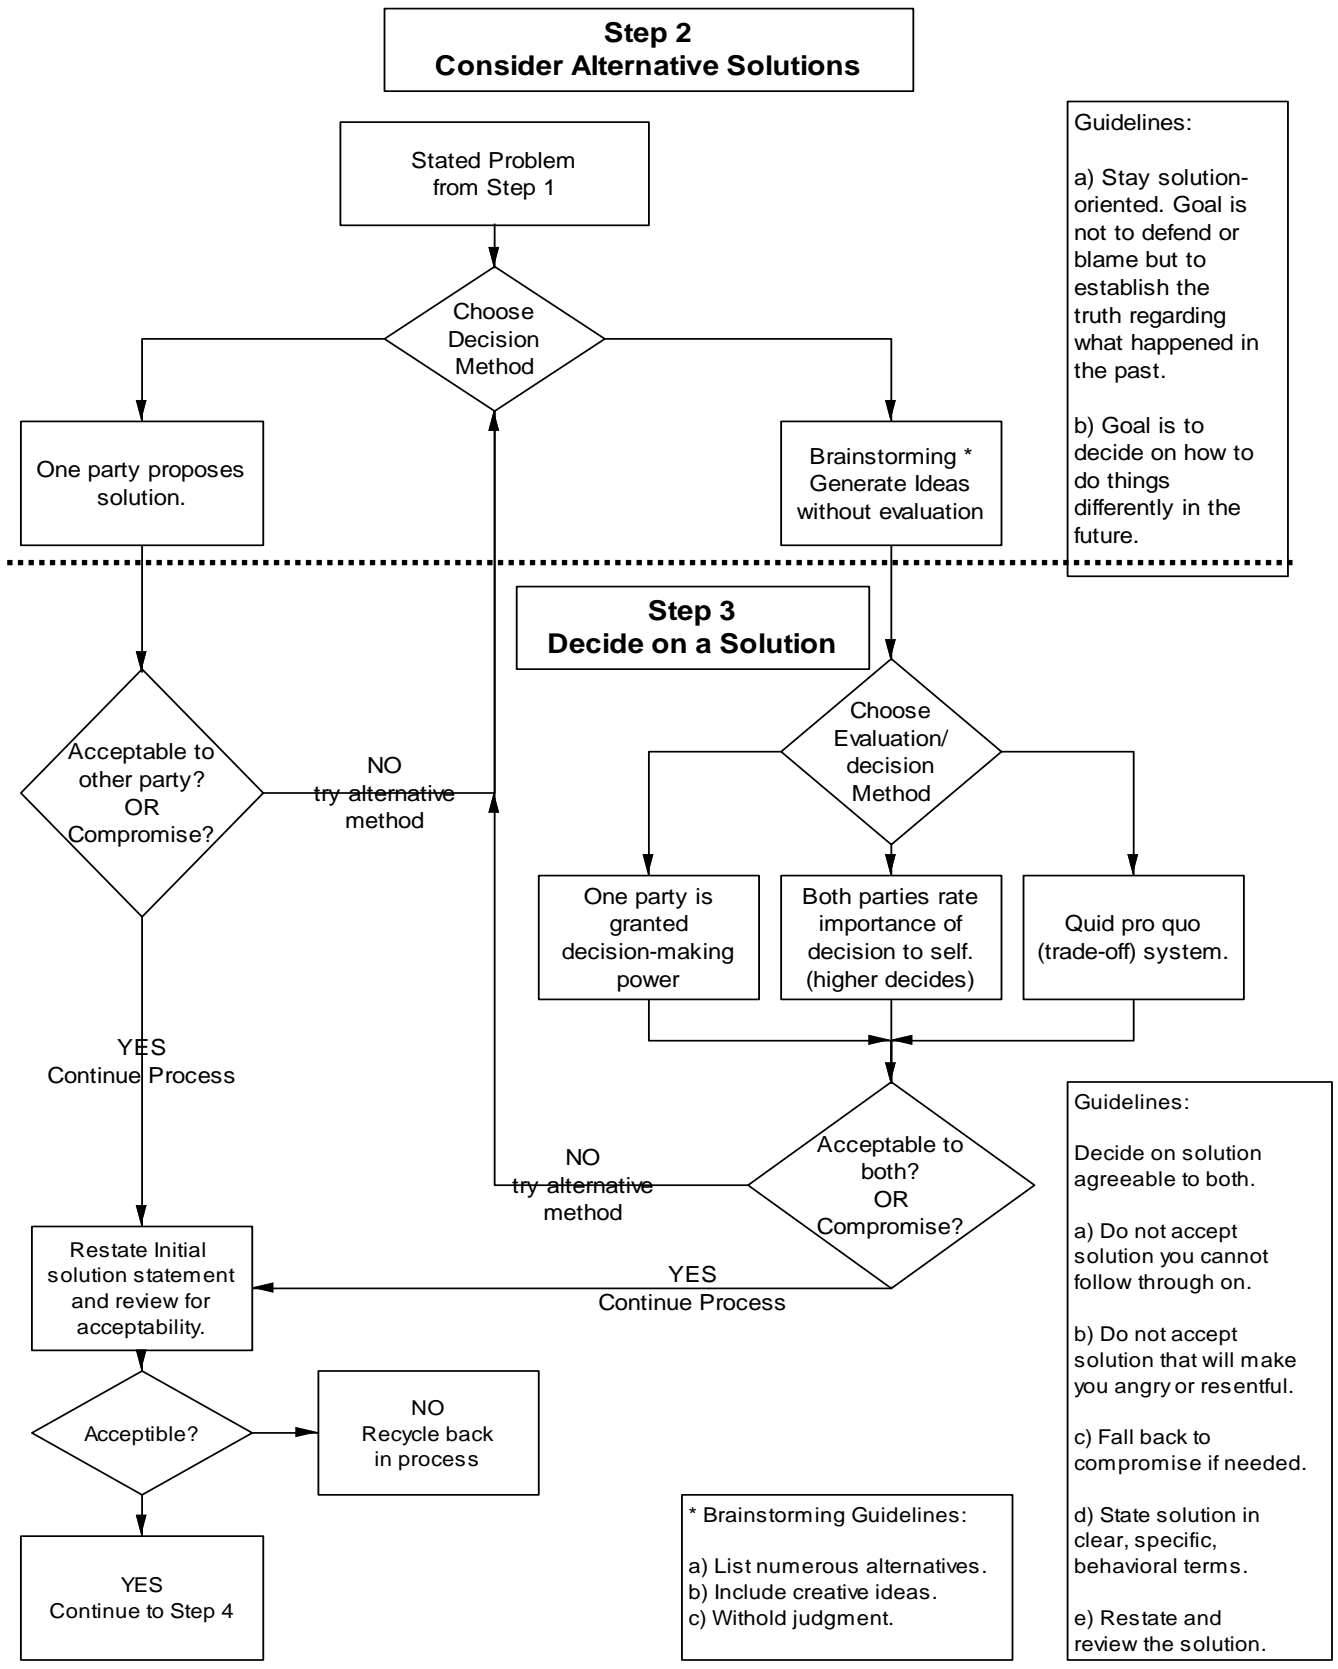 Step 2
Consider Alternative Solutions
Stated Problem
from Step 1
Guidelines:
a) Stay solution-
oriented. Goal is
not to defend or
blame but to
establish the
truth regarding
what happened in
the past.
b) Goal is to
decide on how to
do things
differently in the
future.
Choose
Decision
Method
One party proposes
solution.
Brainstorming *
Generate Ideas
without evaluation
Step 3
Decide on a Solution
Acceptable to
other party?
OR
Compromise?
NO
try alternative
method
Choose
Evaluation/
decision
Method
One party is
granted
decision-making
power
Both parties rate
importance of
decision to self.
(higher decides)
Quid pro quo
(trade-off) system.
YES
Continue Process
Acceptable to
both?
OR
Compromise?
NO
try alternative
method
YES
Continue Process
Restate Initial
solution statement
and review for
acceptability.
Acceptible?
NO
Recycle back
in process
YES
Continue to Step 4
* Brainstorming Guidelines:
a) List numerous alternatives.
b) Include creative ideas.
c) Withold judgment.
Guidelines:
Decide on solution
agreeable to both.
a) Do not accept
solution you cannot
follow through on.
b) Do not accept
solution that will make
you angry or resentful.
c) Fall back to
compromise if needed.
d) State solution in
clear, specific,
behavioral terms.
e) Restate and
review the solution.